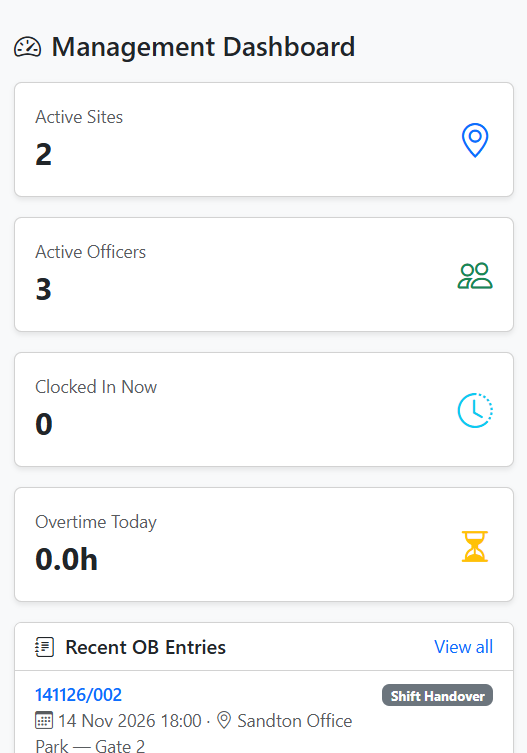 Management Dashboard
Active Sites
2
Active Officers
3
Clocked In Now
0
Overtime Today
0.0h
Recent OB Entries View all
141126/002 Shift Handover
14 Nov 2026 18:00 · Sandton Office
Park — Gate 2